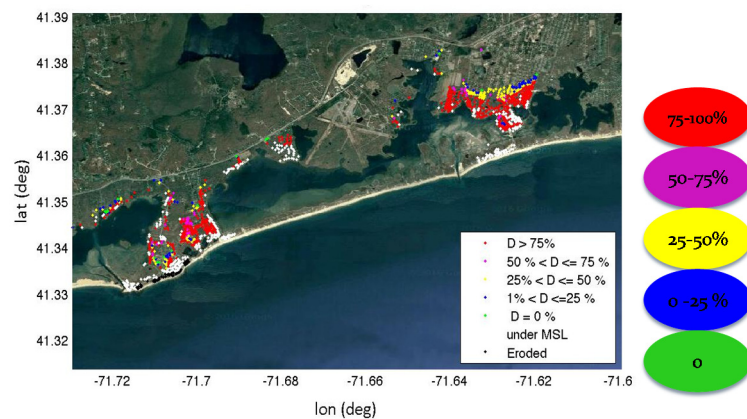 41.39
41.38
41.37
41.36
41.35
41.34
41.33
41.32
lat (deg)
-71.72
-71.7
-71.68
-71.66
-71.64
-71.62
-71.6
lon (deg)
D > 75%
50 % < D <= 75 %
25% < D <= 50 %
1% < D <=25 %
D = 0 %
under MSL
Eroded
75-100%
50-75%
25-50%
0 -25 %
0